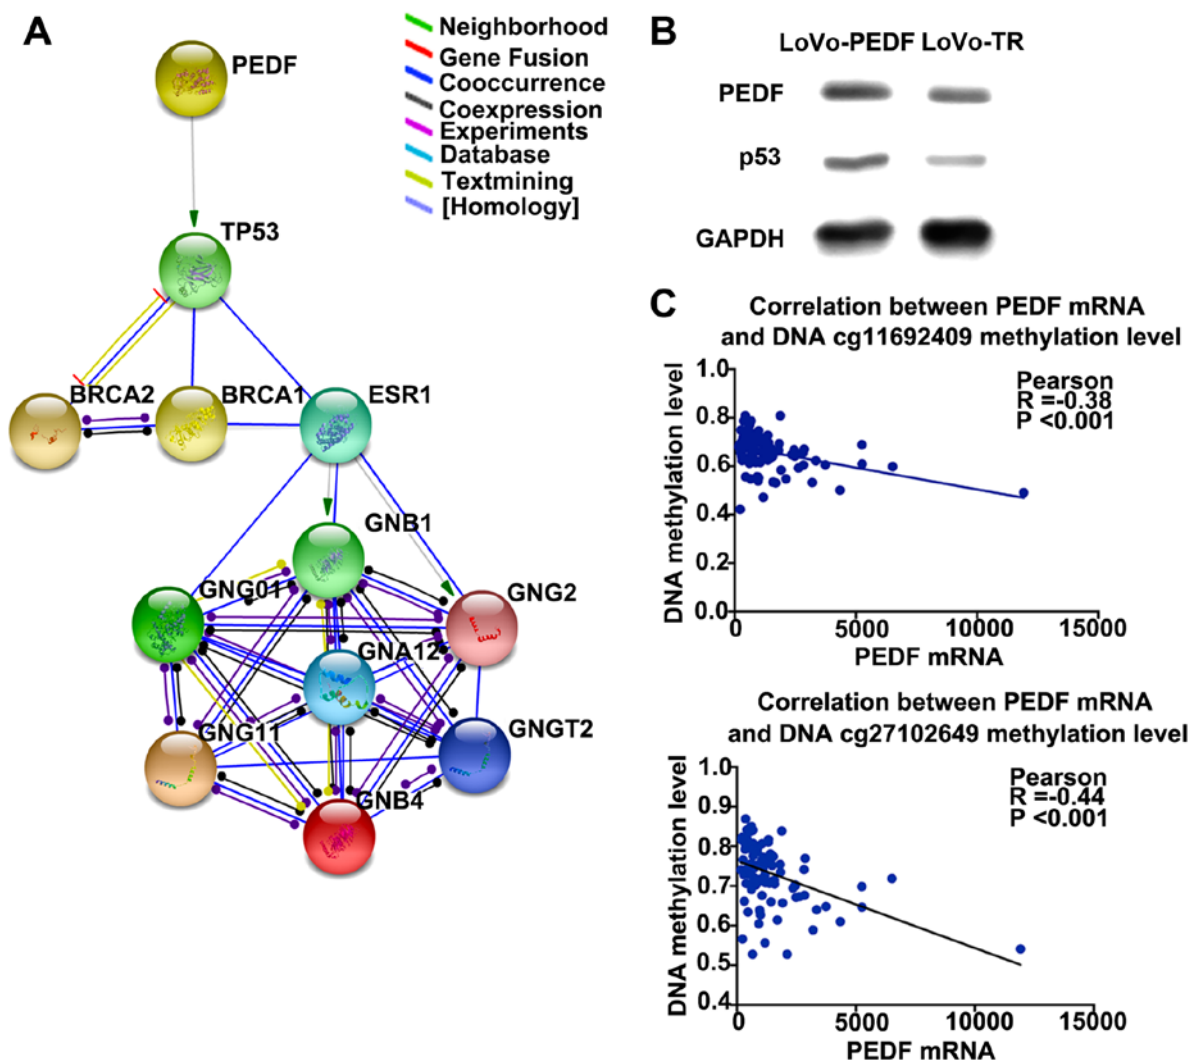 A
PEDF
Neighborhood
Gene Fusion
Cooccurrence
Coexpression
Experiments
Database
Textmining
[Homology]
TP53
BRCA2
BRCA1
ESR1
GNB1
GNG01
GNG2
GNA12
GNG11
GNGT2
GNB4
B
LoVo-PEDF LoVo-TR
PEDF
p53
GAPDH
C
Correlation between PEDF mRNA
and DNA cg11692409 methylation level
DNA methylation level
1.0
0.8
0.6
0.4
0.2
0.0
Pearson
R =-0.38
P <0.001
0 5000 10000 15000
PEDF mRNA
Correlation between PEDF mRNA
and DNA cg27102649 methylation level
DNA methylation level
1.0
0.9
0.8
0.7
0.6
0.5
0.4
Pearson
R =-0.44
P <0.001
0 5000 10000 15000
PEDF mRNA